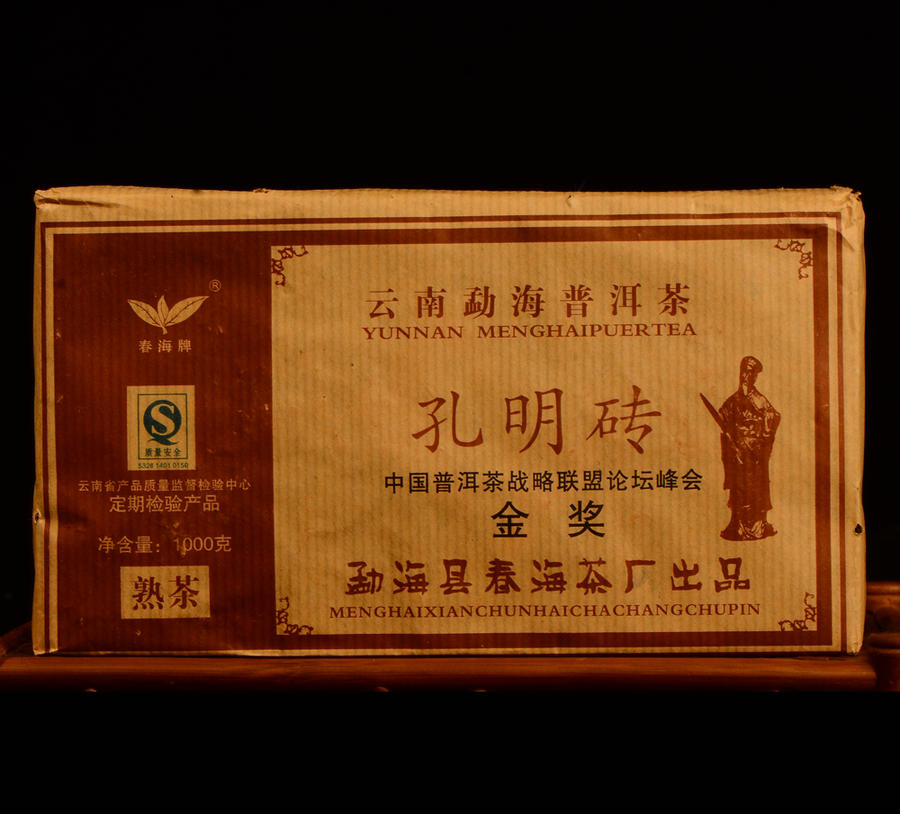 ®
春海牌
质量安全
5328 1401 0150
云南省产品质量监督检验中心
定期检验产品
净含量：1000克
熟茶
云南勐海普洱茶
YUNNAN MENGHAIPUERTEA
孔明砖
中国普洱茶战略联盟论坛峰会
金奖
勐海县春海茶厂出品
MENGHAIXIANCHUNHAICHACHANGCHUPIN